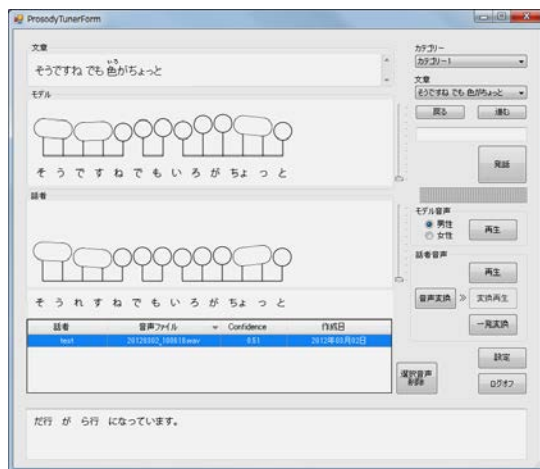 ProsodyTunerForm
文章
いろ
そうですね でも 色がちょっと
モデル
そ う で す ね で も い ろ が ち ょ っ と
話者
そ う れ す ね で も い ろ が ち ょ っ と
話者 音声ファイル Confidence 作成日
test 20120302_100618.wav 0.51 2012年03月02日
だ行 が ら行 になっています。
カテゴリー
カテゴリー1
文章
そうですね でも 色がちょっと
戻る 進む
発話
モデル音声
男性
女性
再生
話者音声
再生
音声変換 ≫ 変換再生
一発変換
設定
選択音声
削除
ログオフ